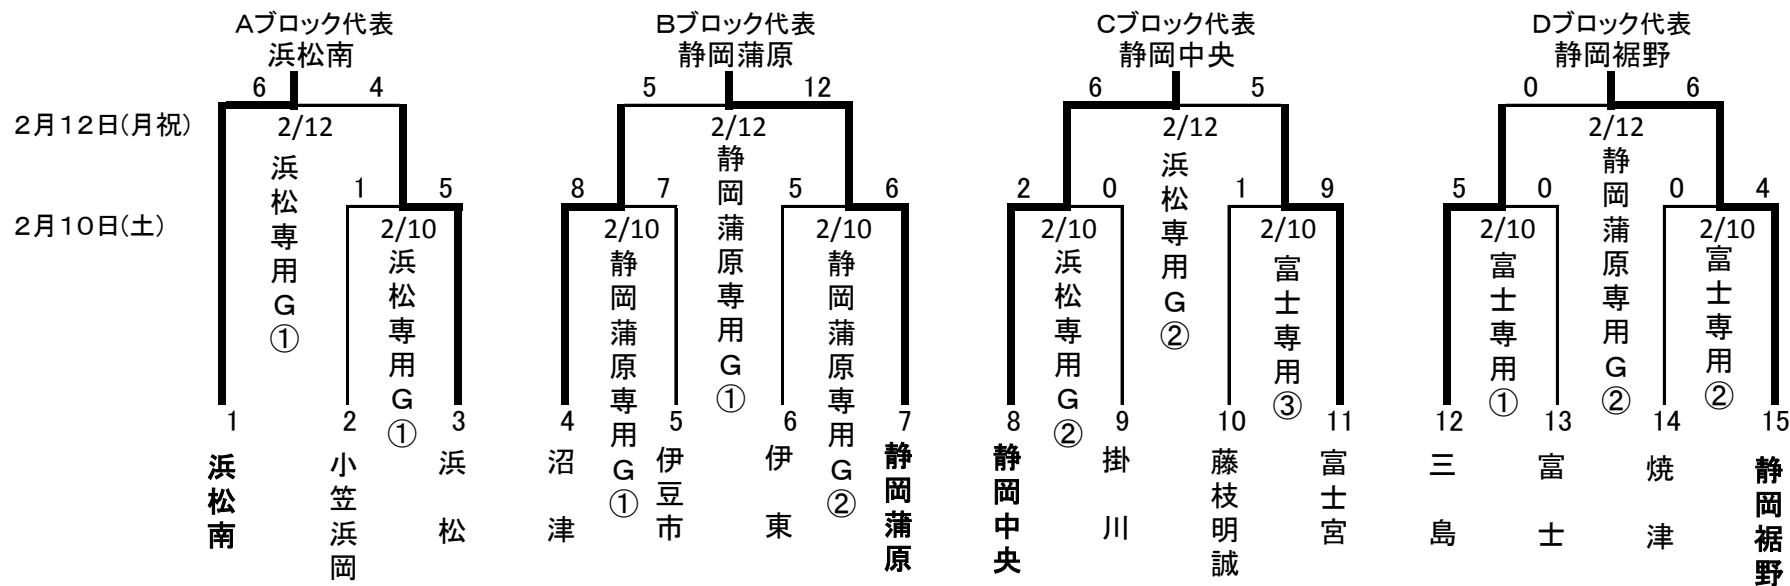 Aブロック代表
浜松南
Bブロック代表
静岡蒲原
Cブロック代表
静岡中央
Dブロック代表
静岡裾野
6
4
5
12
6
5
0
6
2月12日(月祝)
2/12
2/12
2/12
2/12
浜松専用G①
静岡蒲原専用G①
浜松専用G②
静岡蒲原専用G②
1
5
8
7
5
6
2
0
1
9
5
0
0
4
2月10日(土)
2/10
2/10
2/10
2/10
2/10
2/10
2/10
浜松専用G①
静岡蒲原専用G①
静岡蒲原専用G②
浜松専用G②
富士専用③
富士専用①
富士専用②
1
2
3
4
5
6
7
8
9
10
11
12
13
14
15
浜松南
小笠浜岡
浜松
沼津
伊豆市
伊東
静岡蒲原
静岡中央
掛川
藤枝明誠
富士宮
三島
富士
焼津
静岡裾野